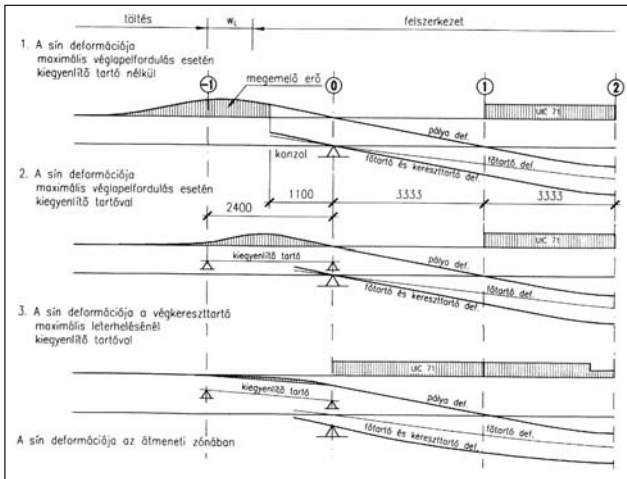 töltés
W_L
felszerkezet
1. A sín deformációja
maximális véglapelfordulás esetén
kiegyenlítő tartó nélkül
megemelő erő
-1
0
1
2
UIC 71
pálya def.
konzol
főtartó def.
főtartó és kereszttartó def.
2. A sín deformációja
maximális véglapelfordulás esetén
kiegyenlítő tartóval
1100
3333
3333
2400
UIC 71
kiegyenlítő tartó
pálya def.
főtartó def.
főtartó és kereszttartó def.
3. A sín deformációja a végkereszttartó
maximális leterhelésénél
kiegyenlítő tartóval
UIC 71
kiegyenlítő tartó
pálya def.
főtartó def.
főtartó és kereszttartó def.
A sín deformációja az átmeneti zónában